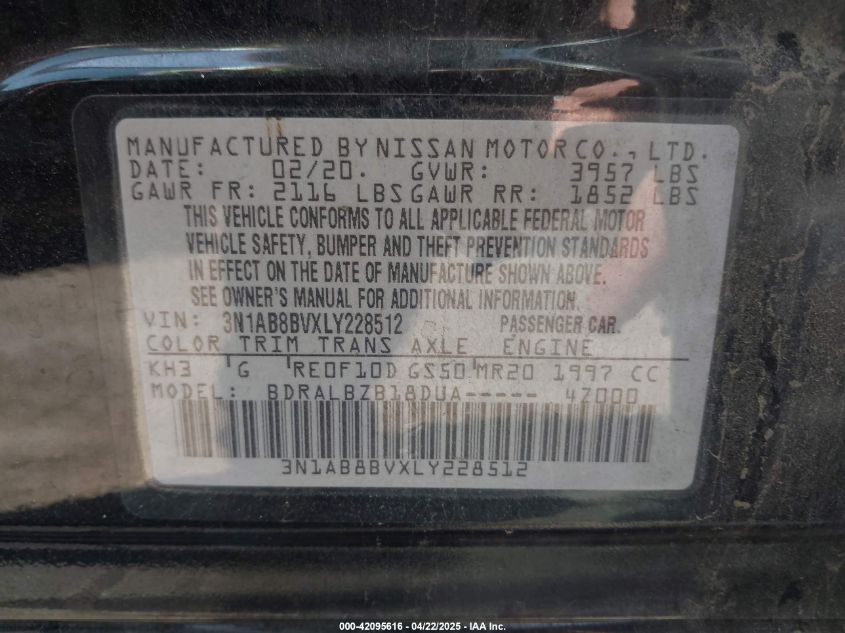 MANUFACTURED BY NISSAN MOTOR CO., LTD.
DATE: 02/20. GVWR: 3957 LBS
GAWR FR: 2116 LBS GAWR RR: 1852 LBS
THIS VEHICLE CONFORMS TO ALL APPLICABLE FEDERAL MOTOR
VEHICLE SAFETY, BUMPER AND THEFT PREVENTION STANDARDS
IN EFFECT ON THE DATE OF MANUFACTURE SHOWN ABOVE.
SEE OWNER'S MANUAL FOR ADDITIONAL INFORMATION.
VIN: 3N1AB8BVXLY228512 PASSENGER CAR.
COLOR TRIM TRANS AXLE ENGINE
KH3 G RE0F10D GS50 MR20 1997 CC
MODEL: BDRALBZB18DUA----- 4Z000
3N1AB8BVXLY228512
000-42095616 - 04/22/2025 - IAA Inc.